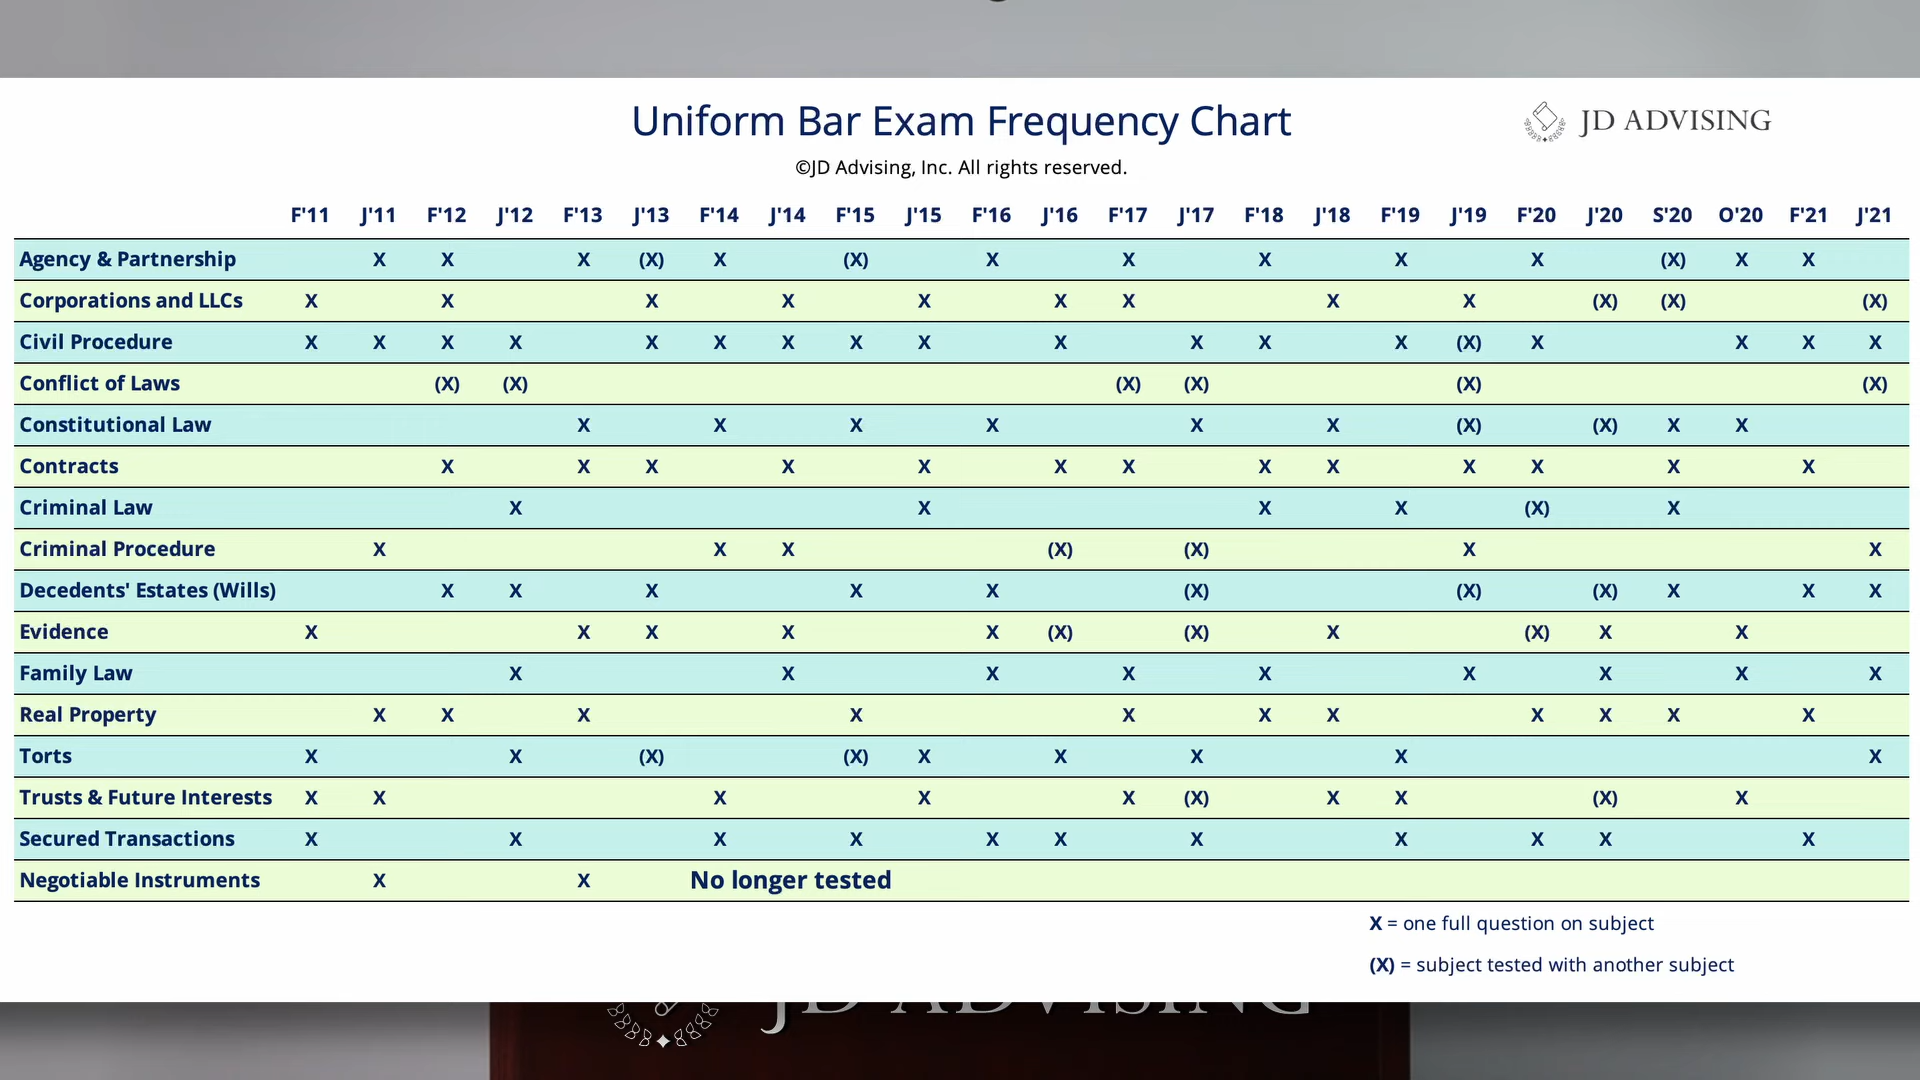 Uniform Bar Exam Frequency Chart
JD ADVISING
©JD Advising, Inc. All rights reserved.
F'11 J'11 F'12 J'12 F'13 J'13 F'14 J'14 F'15 J'15 F'16 J'16 F'17 J'17 F'18 J'18 F'19 J'19 F'20 J'20 S'20 O'20 F'21 J'21
Agency & Partnership X X X (X) X (X) X X X X X (X) X X
Corporations and LLCs X X X X X X X X X (X) (X) (X)
Civil Procedure X X X X X X X X X X X X X (X) X X X X
Conflict of Laws (X) (X) (X) (X) (X) (X)
Constitutional Law X X X X X X (X) (X) X X
Contracts X X X X X X X X X X X X X
Criminal Law X X X X (X) X
Criminal Procedure X X X (X) (X) X X
Decedents' Estates (Wills) X X X X X (X) (X) (X) X X X
Evidence X X X X X (X) (X) X (X) X X
Family Law X X X X X X X X X
Real Property X X X X X X X X X X X
Torts X X (X) (X) X X X X X
Trusts & Future Interests X X X X X (X) X X (X) X
Secured Transactions X X X X X X X X X X X
Negotiable Instruments X X No longer tested
X = one full question on subject
(X) = subject tested with another subject
JD ADVISING